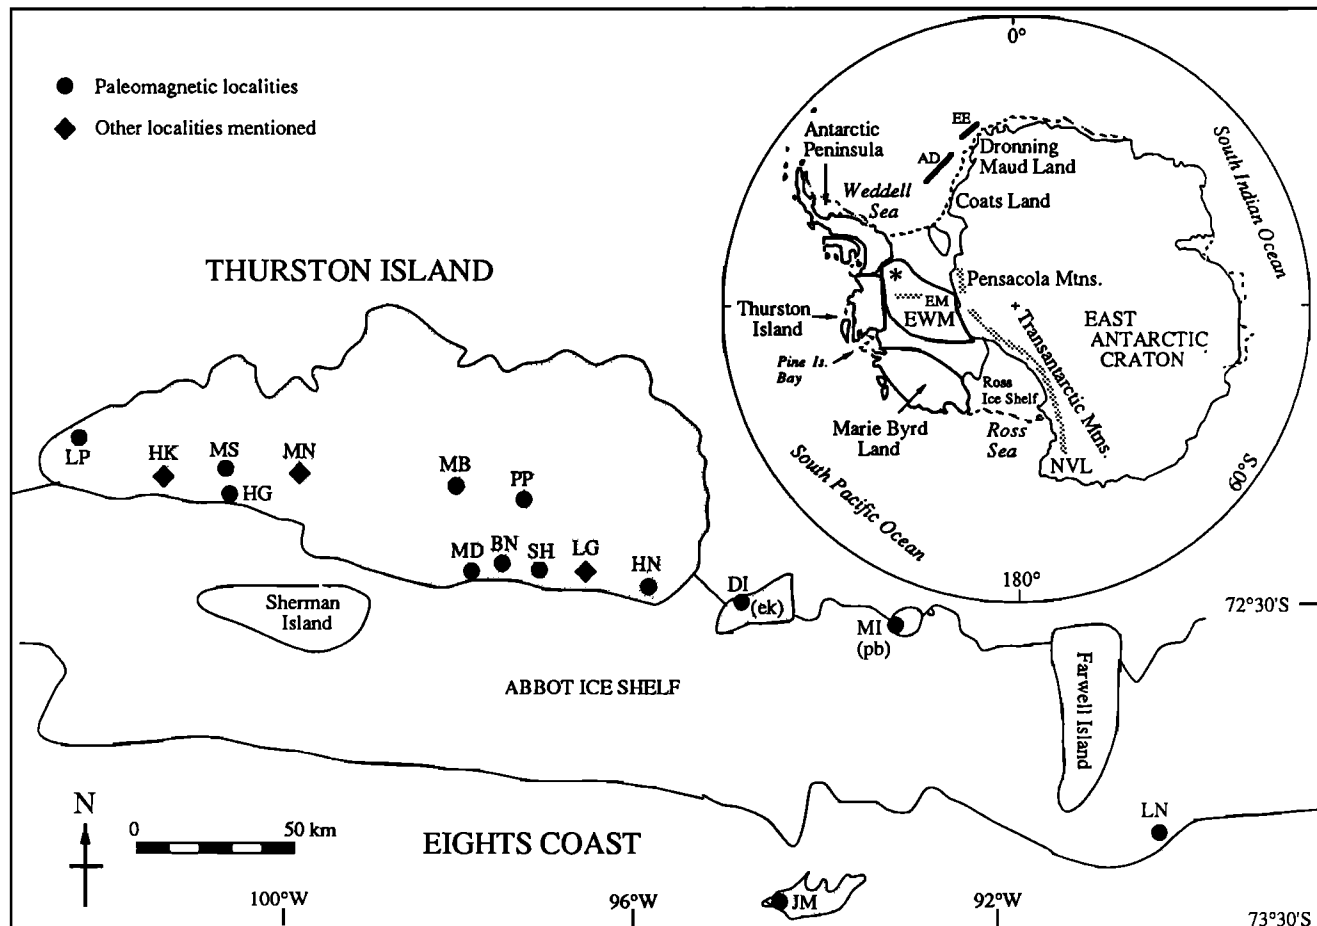 Paleomagnetic localities
Other localities mentioned
THURSTON ISLAND
LP
HK
MS
MN
HG
MB
PP
MD
BN
SH
LG
HN
DI
(ek)
MI
(pb)
Sherman
Island
ABBOT ICE SHELF
Farwell Island
EIGHTS COAST
LN
JM
N
0
50 km
100°W
96°W
92°W
72°30'S
73°30'S
0°
Antarctic
Peninsula
EE
AD
Dronning
Maud Land
Weddell
Sea
Coats Land
South Indian Ocean
*
Pensacola Mtns.
EM
EWM
Thurston
Island
+
Transantarctic Mtns.
EAST
ANTARCTIC
CRATON
Pine Is.
Bay
Ross
Ice Shelf
Marie Byrd
Land
Ross
Sea
NVL
South Pacific Ocean
60°S
180°